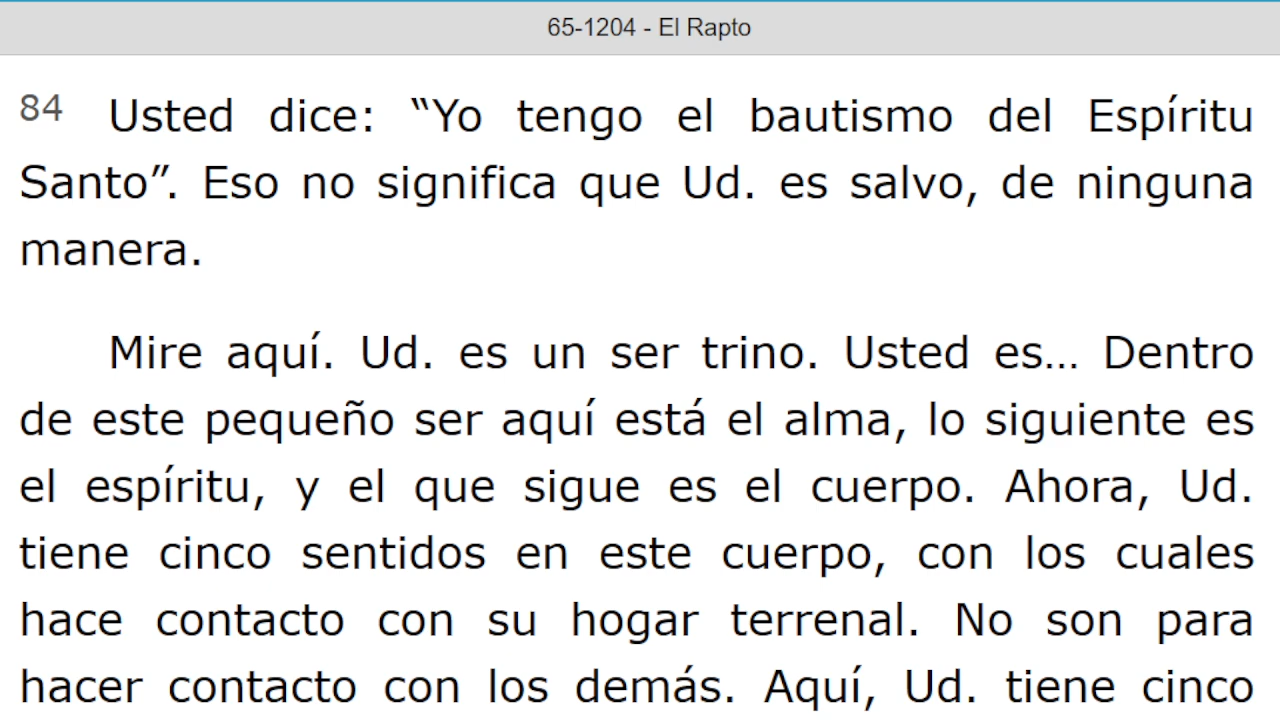 65-1204 - El Rapto
84 Usted dice: “Yo tengo el bautismo del Espíritu
Santo”. Eso no significa que Ud. es salvo, de ninguna
manera.
Mire aquí. Ud. es un ser trino. Usted es… Dentro
de este pequeño ser aquí está el alma, lo siguiente es
el espíritu, y el que sigue es el cuerpo. Ahora, Ud.
tiene cinco sentidos en este cuerpo, con los cuales
hace contacto con su hogar terrenal. No son para
hacer contacto con los demás. Aquí, Ud. tiene cinco